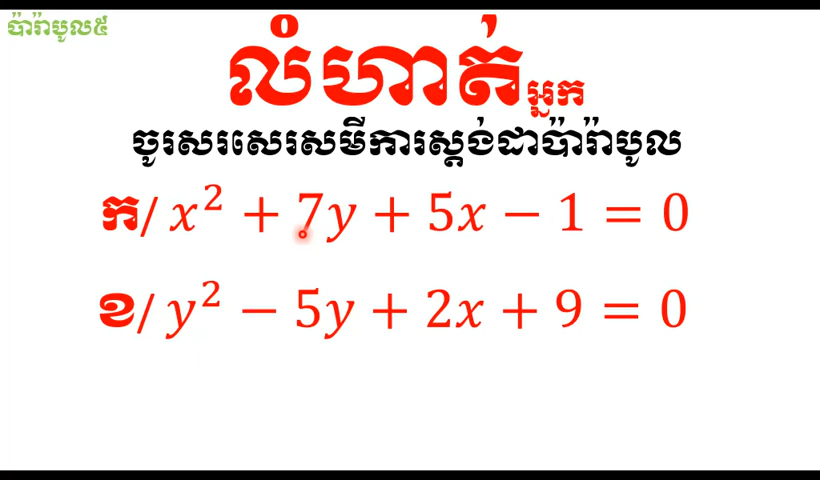 ប៉ារ៉ាបូល៥
លំហាត់អ្នក
ចូរសរសេរសមីការស្តង់ដាប៉ារ៉ាបូល
ក/ x² + 7y + 5x − 1 = 0
ខ/ y² − 5y + 2x + 9 = 0